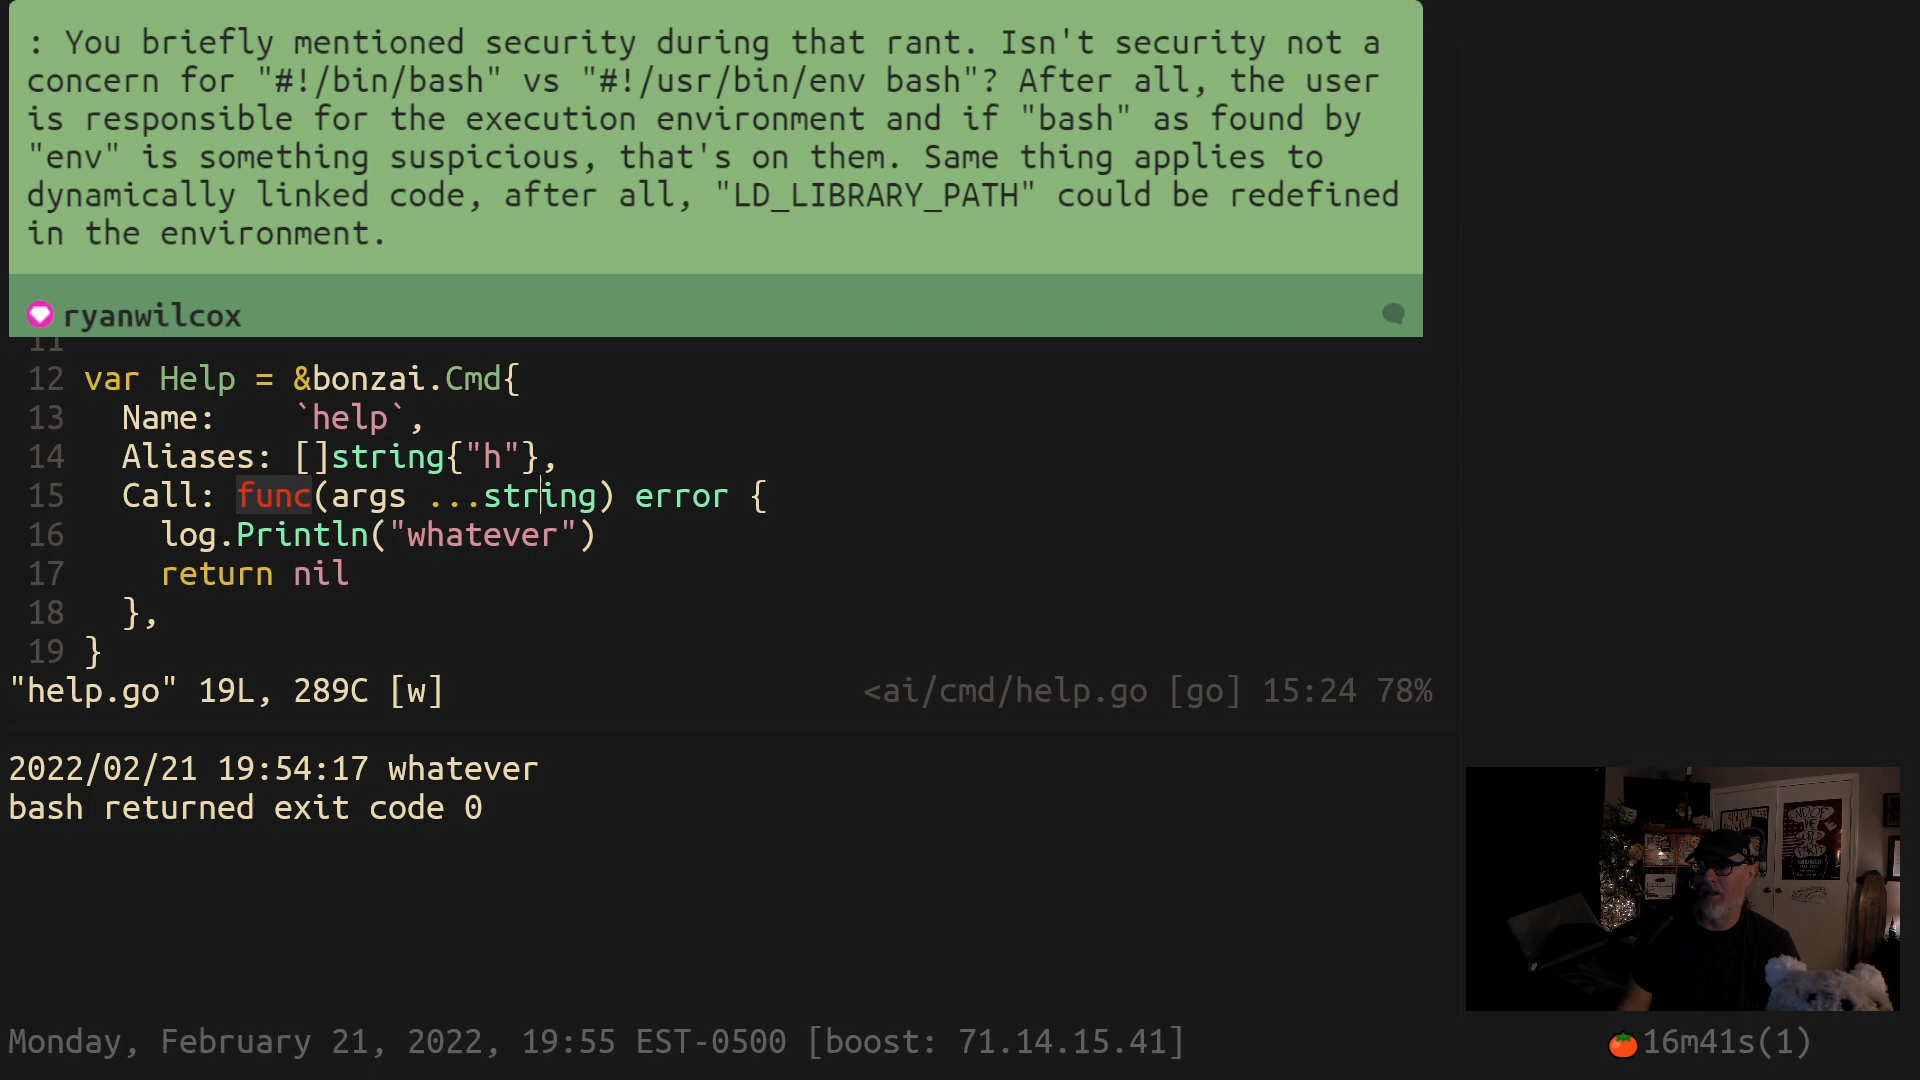 : You briefly mentioned security during that rant. Isn't security not a
concern for "#!/bin/bash" vs "#!/usr/bin/env bash"? After all, the user
is responsible for the execution environment and if "bash" as found by
"env" is something suspicious, that's on them. Same thing applies to
dynamically linked code, after all, "LD_LIBRARY_PATH" could be redefined
in the environment.
ryanwilcox
11
12 var Help = &bonzai.Cmd{
13   Name:    `help`,
14   Aliases: []string{"h"},
15   Call: func(args ...string) error {
16     log.Println("whatever")
17     return nil
18   },
19 }
"help.go" 19L, 289C [w] <ai/cmd/help.go [go] 15:24 78%
2022/02/21 19:54:17 whatever
bash returned exit code 0
Monday, February 21, 2022, 19:55 EST-0500 [boost: 71.14.15.41] 🍅16m41s(1)